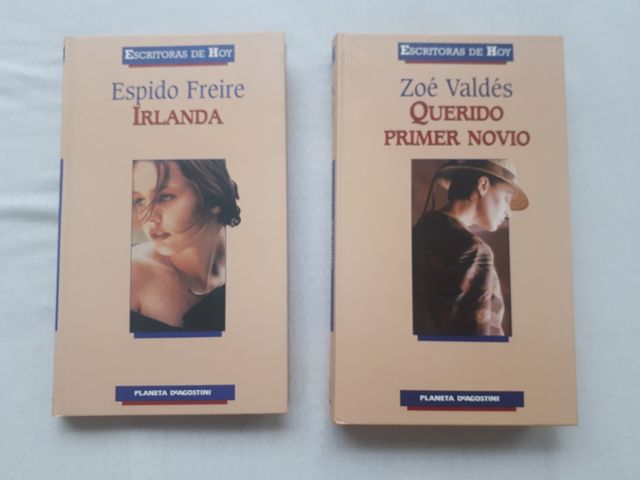 ESCRITORAS DE HOY
Espido Freire
IRLANDA
PLANETA DEAGOSTINI
ESCRITORAS DE HOY
Zoé Valdés
QUERIDO
PRIMER NOVIO
PLANETA DEAGOSTINI